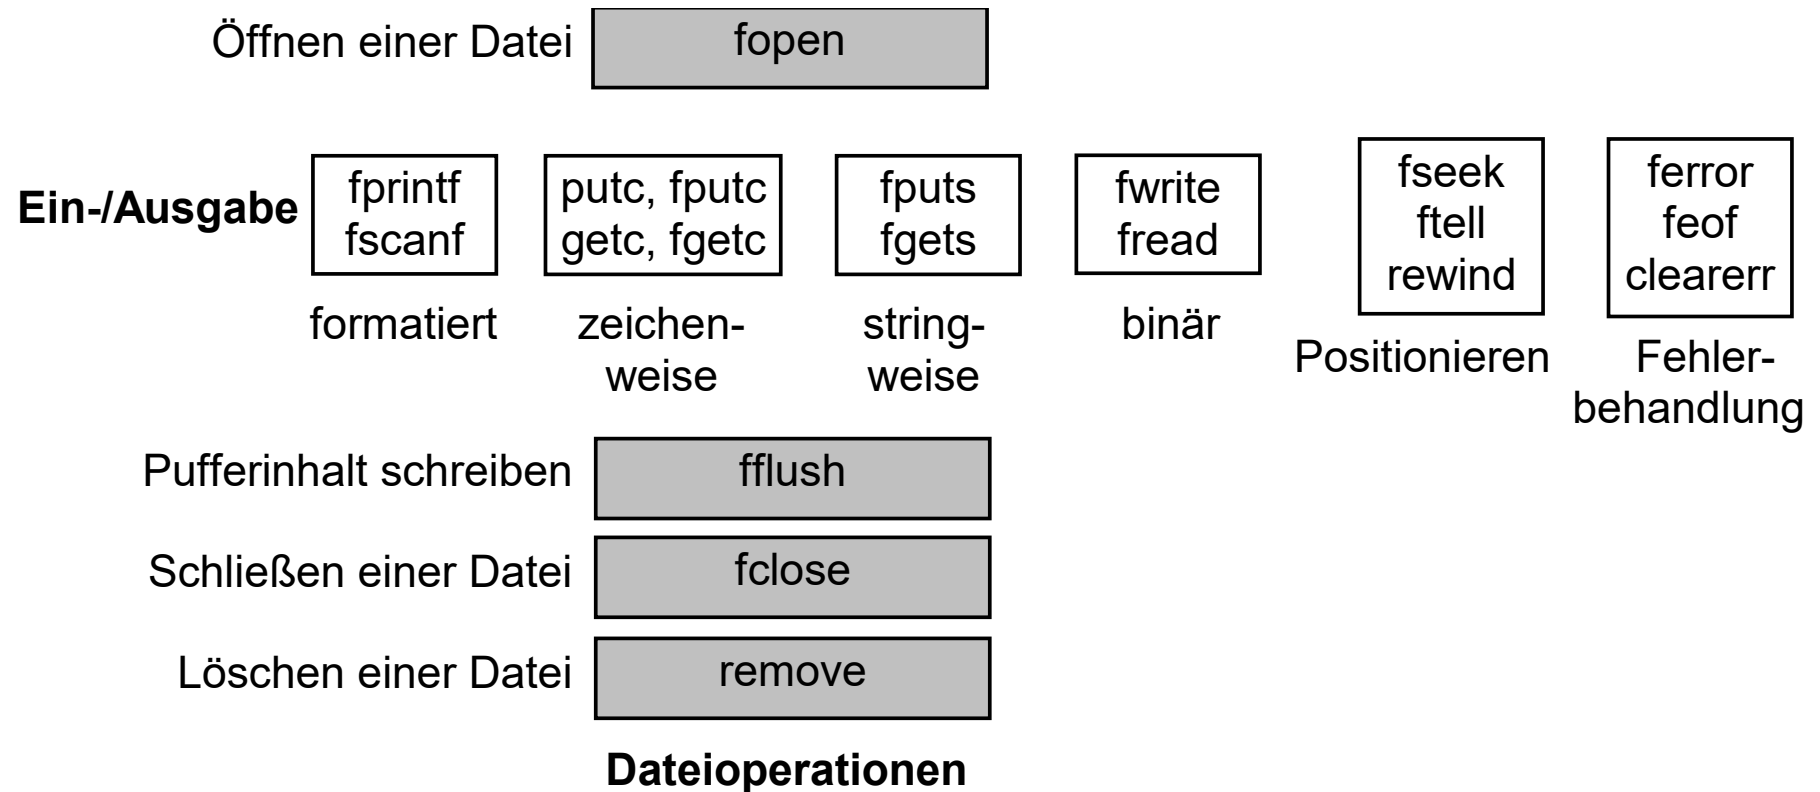 Öffnen einer Datei
fopen
Ein-/Ausgabe
fprintf
fscanf
formatiert
putc, fputc
getc, fgetc
zeichen-
weise
fputs
fgets
string-
weise
fwrite
fread
binär
fseek
ftell
rewind
Positionieren
ferror
feof
clearerr
Fehler-
behandlung
Pufferinhalt schreiben
fflush
Schließen einer Datei
fclose
Löschen einer Datei
remove
Dateioperationen